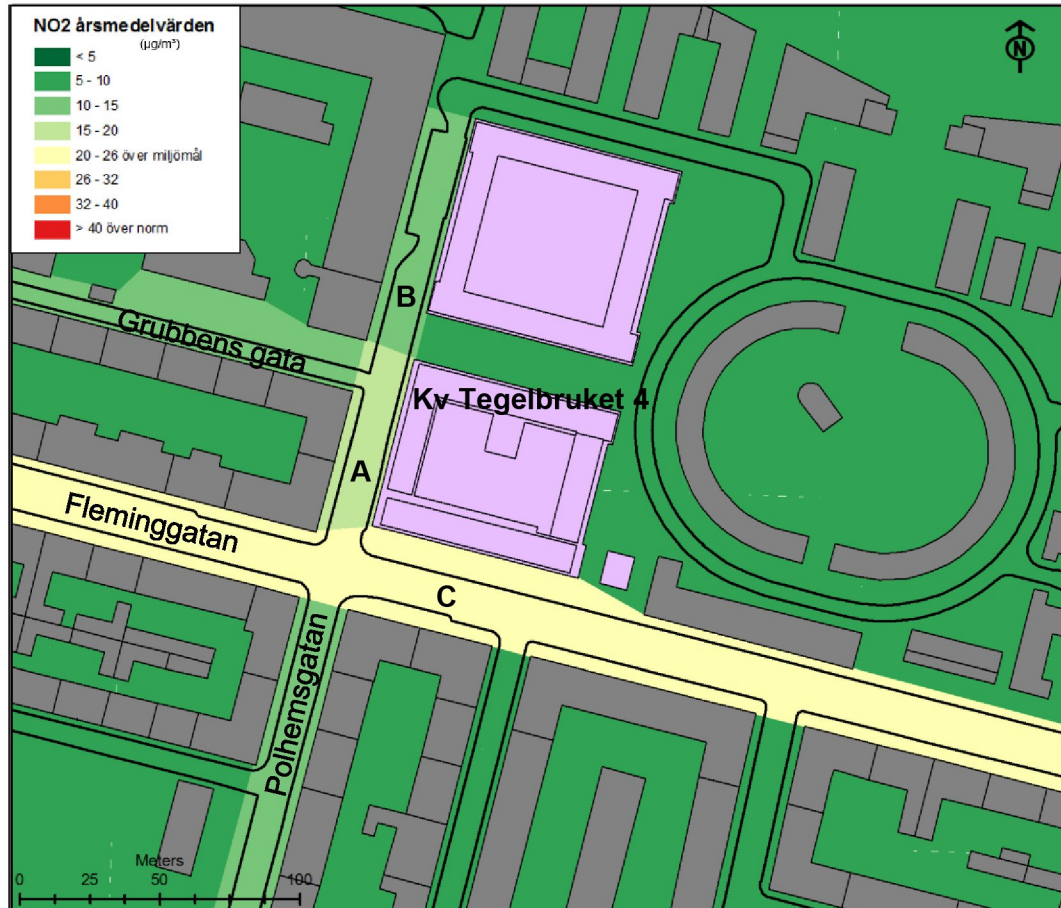 NO2 årsmedelvärden
(µg/m³)
< 5
5 - 10
10 - 15
15 - 20
20 - 26 över miljömål
26 - 32
32 - 40
> 40 över norm
N
B
Grubbens gata
Kv Tegelbruket 4
A
Fleminggatan
C
Polhemsgatan
Meters
0 25 50 100